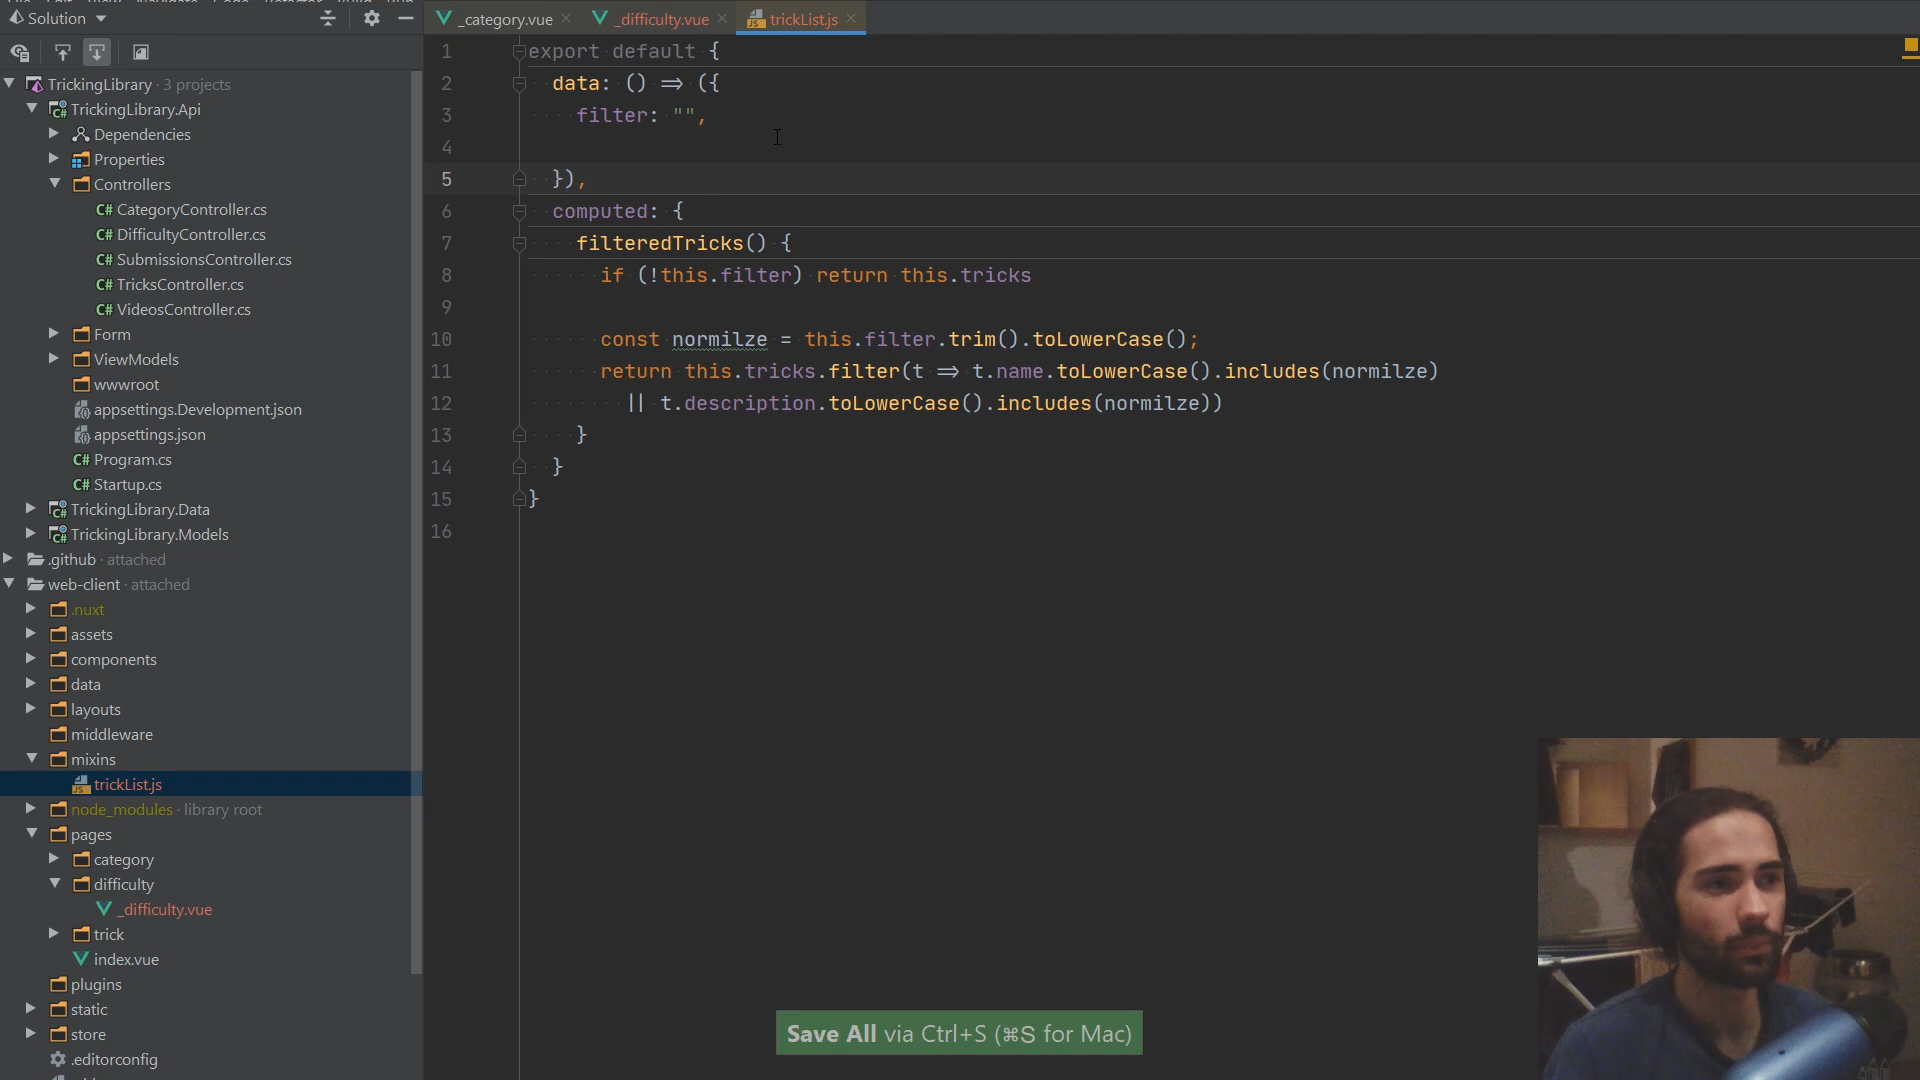 Solution
_category.vue
_difficulty.vue
trickList.js
TrickingLibrary · 3 projects
TrickingLibrary.Api
Dependencies
Properties
Controllers
C# CategoryController.cs
C# DifficultyController.cs
C# SubmissionsController.cs
C# TricksController.cs
C# VideosController.cs
Form
ViewModels
wwwroot
appsettings.Development.json
appsettings.json
C# Program.cs
C# Startup.cs
TrickingLibrary.Data
TrickingLibrary.Models
.github · attached
web-client · attached
.nuxt
assets
components
data
layouts
middleware
mixins
trickList.js
node_modules · library root
pages
category
difficulty
_difficulty.vue
trick
index.vue
plugins
static
store
.editorconfig
1 export default {
2 data: () => ({
3 filter: "",
4
5 }),
6 computed: {
7 filteredTricks() {
8 if (!this.filter) return this.tricks
9
10 const normilze = this.filter.trim().toLowerCase();
11 return this.tricks.filter(t => t.name.toLowerCase().includes(normilze)
12 || t.description.toLowerCase().includes(normilze))
13 }
14 }
15 }
16
Save All via Ctrl+S (⌘S for Mac)